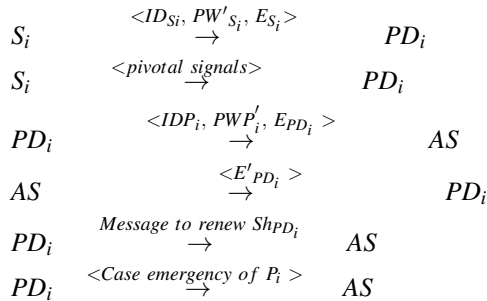 S_i <ID_{Si}, PW'_{S_i}, E_{S_i}> → PD_i
S_i <pivotal signals> → PD_i
PD_i <IDP_i, PWP'_i, E_{PD_i} > → AS
AS <E'_{PD_i} > → PD_i
PD_i Message to renew Sh_{PD_i} → AS
PD_i <Case emergency of P_i > → AS